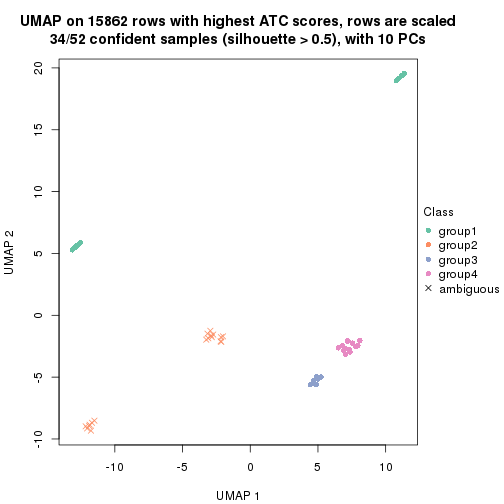 UMAP on 15862 rows with highest ATC scores, rows are scaled
34/52 confident samples (silhouette > 0.5), with 10 PCs
20
15
10
5
0
-5
-10
UMAP 2
-10
-5
0
5
10
UMAP 1
Class
group1
group2
group3
group4
ambiguous